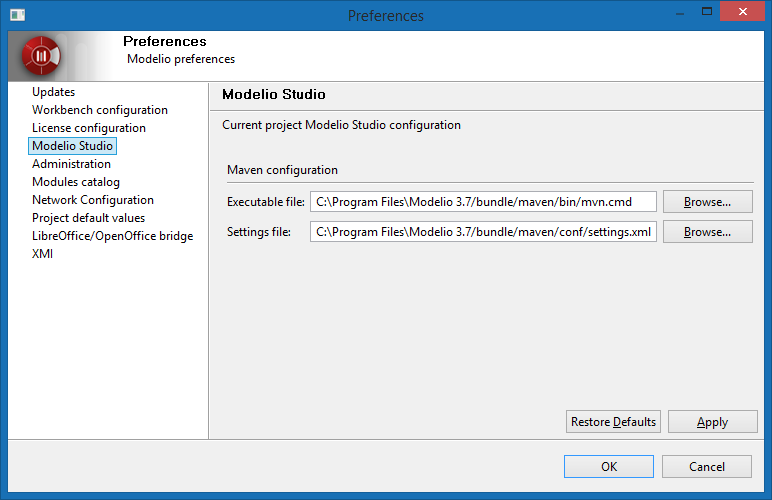 Preferences
Preferences
Modelio preferences
Updates
Workbench configuration
License configuration
Modelio Studio
Administration
Modules catalog
Network Configuration
Project default values
LibreOffice/OpenOffice bridge
XMI
Modelio Studio
Current project Modelio Studio configuration
Maven configuration
Executable file: C:\Program Files\Modelio 3.7/bundle/maven/bin/mvn.cmd Browse...
Settings file: C:\Program Files\Modelio 3.7/bundle/maven/conf/settings.xml Browse...
Restore Defaults Apply
OK Cancel